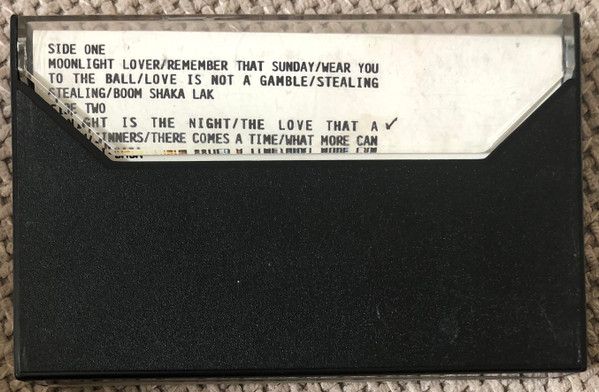 SIDE ONE
MOONLIGHT LOVER/REMEMBER THAT SUNDAY/WEAR YOU
TO THE BALL/LOVE IS NOT A GAMBLE/STEALING
STEALING/BOOM SHAKA LAK
TWO
IS THE NIGHT/THE LOVE THAT A ✓
INNERS/THERE COMES A TIME/WHAT MORE CAN